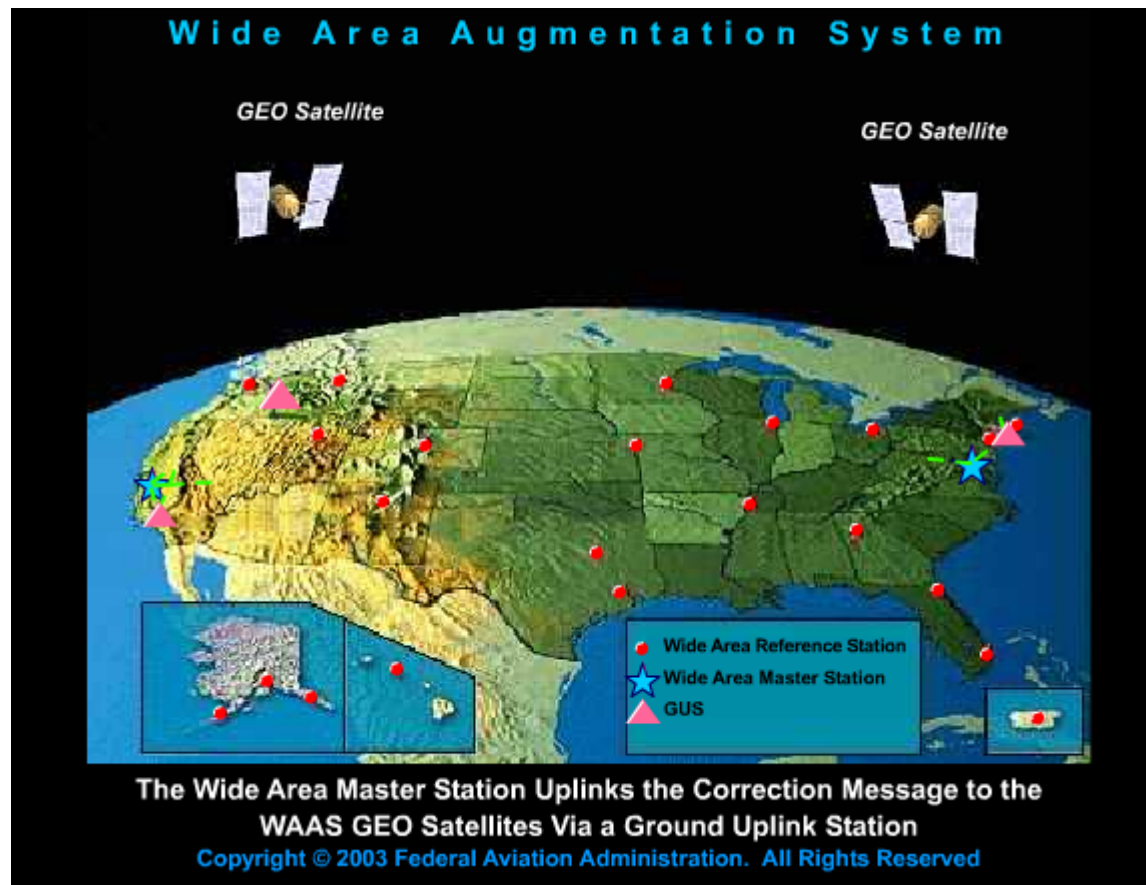 Wide Area Augmentation System
GEO Satellite
GEO Satellite
Wide Area Reference Station
Wide Area Master Station
GUS
The Wide Area Master Station Uplinks the Correction Message to the
WAAS GEO Satellites Via a Ground Uplink Station
Copyright © 2003 Federal Aviation Administration. All Rights Reserved